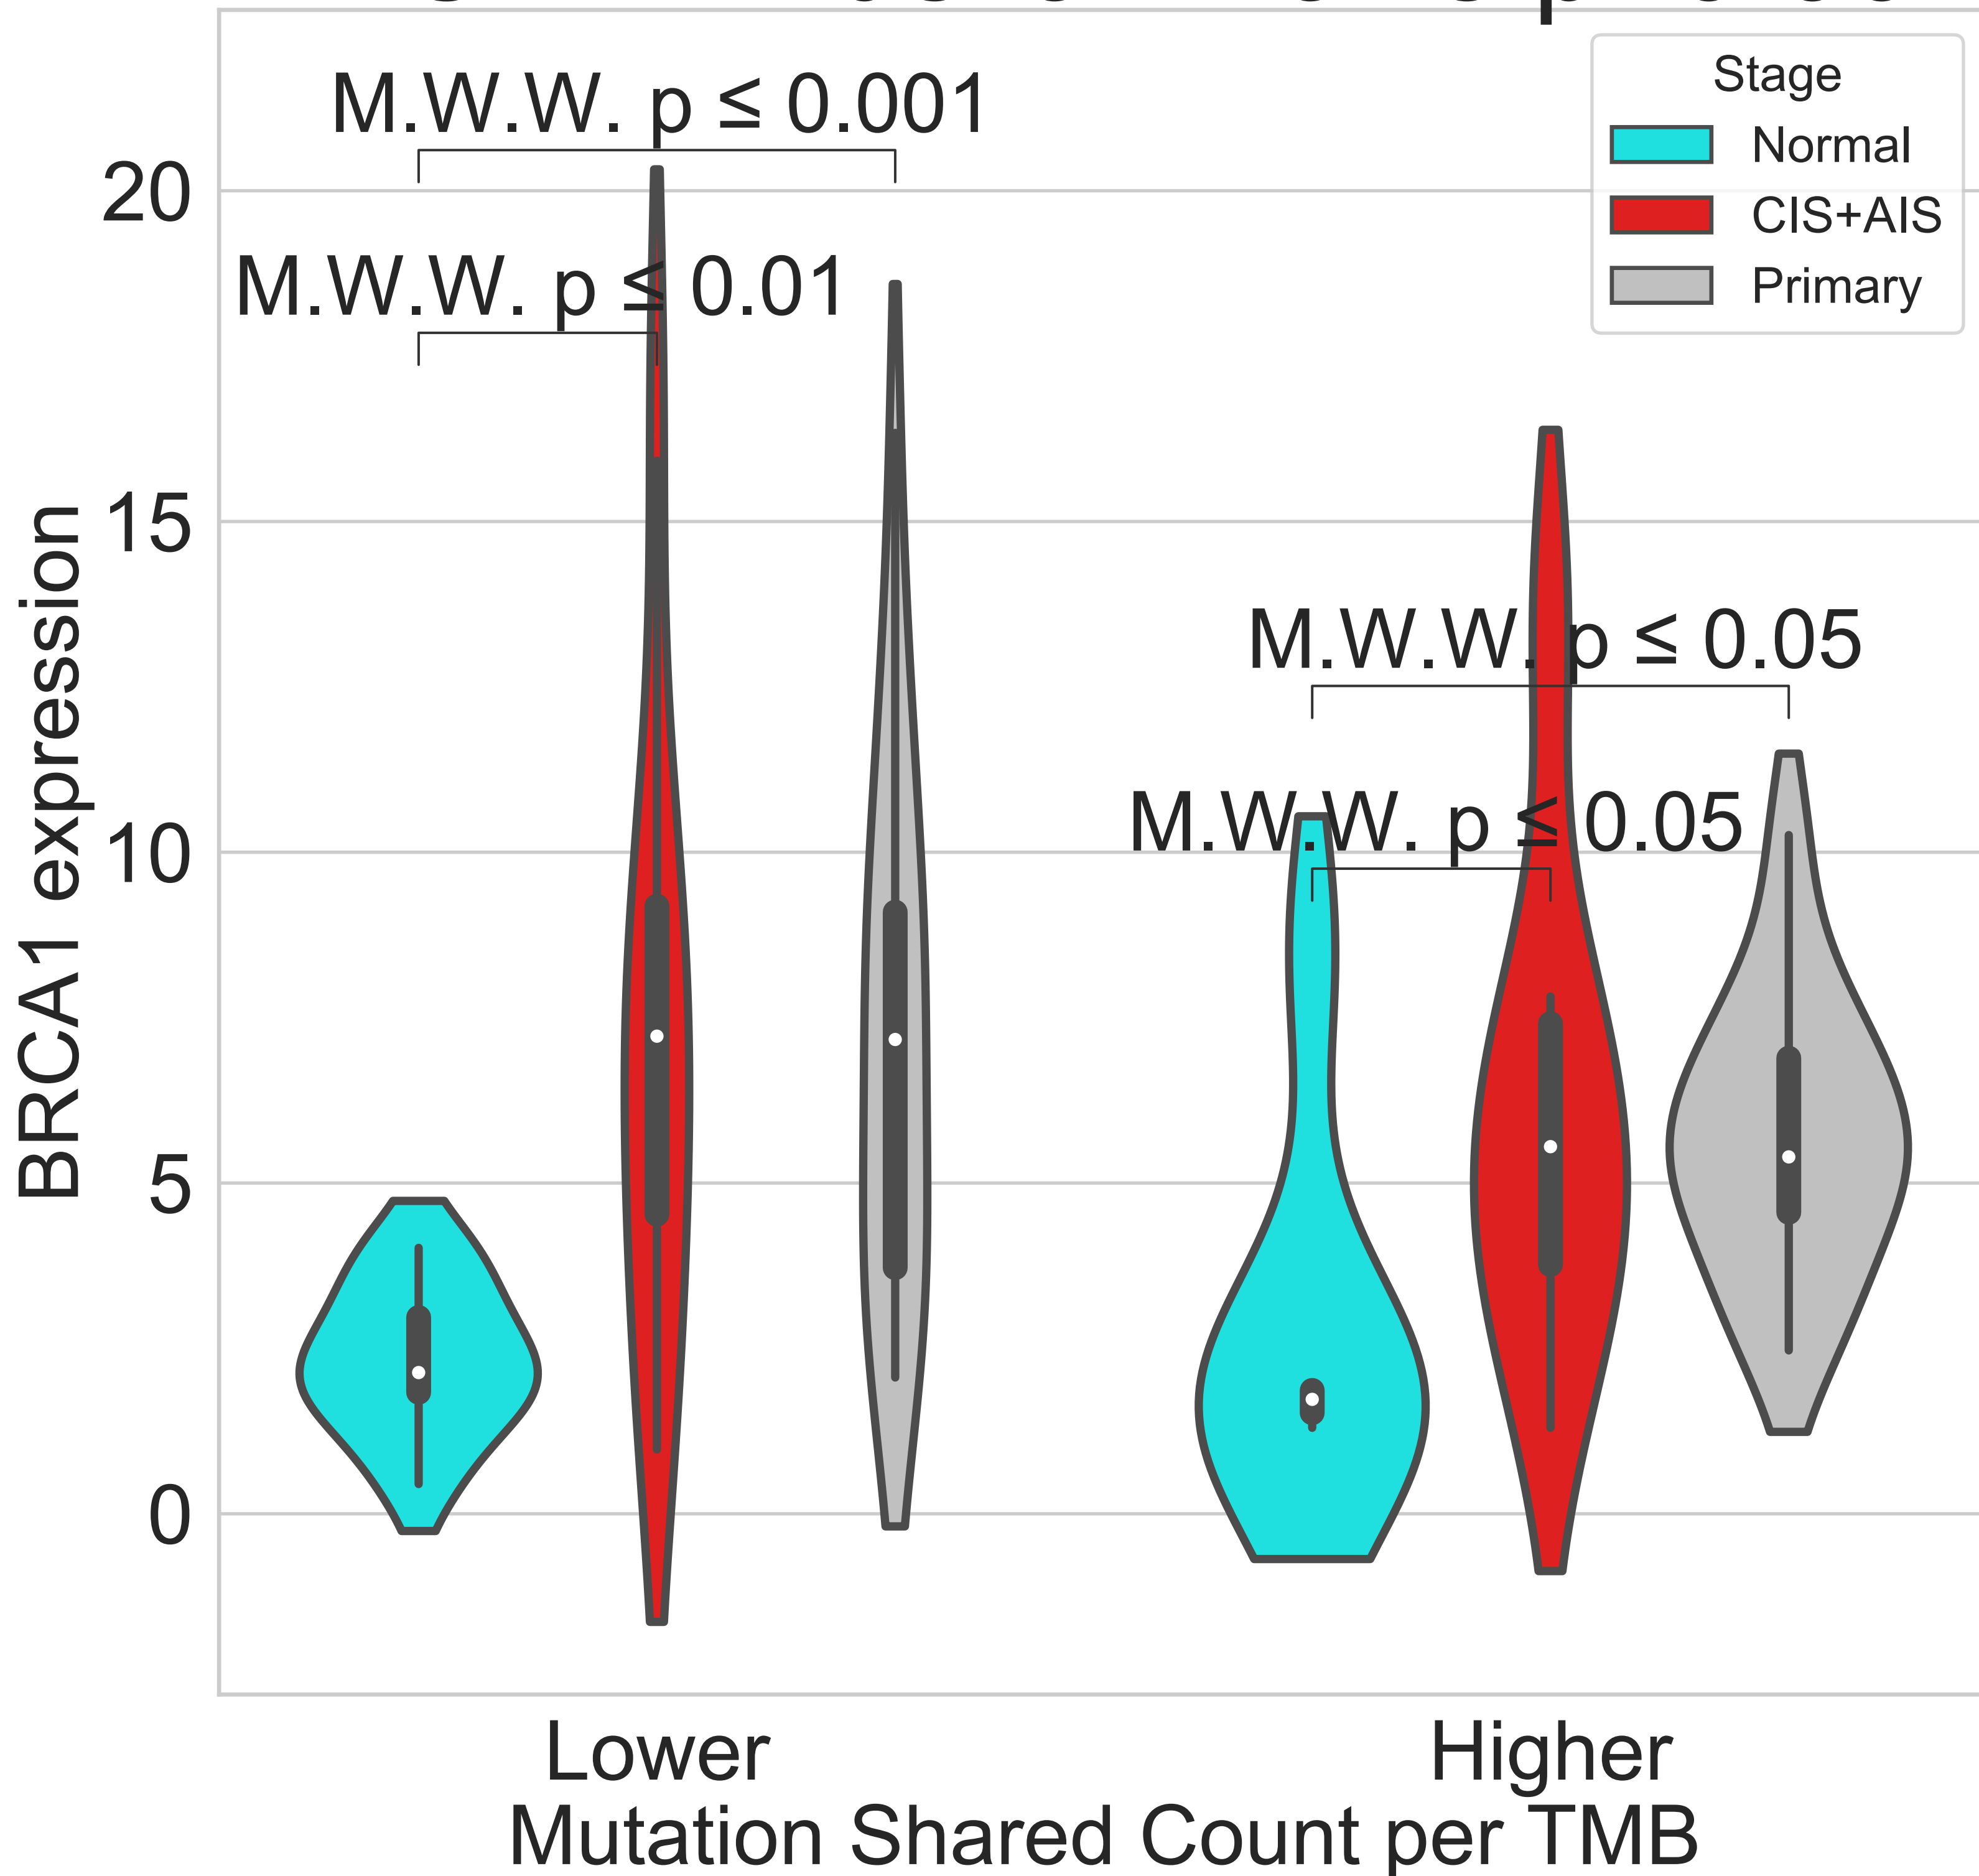 M.W.W. p ≤ 0.001
M.W.W. p ≤ 0.01
M.W.W. p ≤ 0.05
M.W.W. p ≤ 0.05
Stage
Normal
CIS+AIS
Primary
BRCA1 expression
20
15
10
5
0
Lower
Higher
Mutation Shared Count per TMB